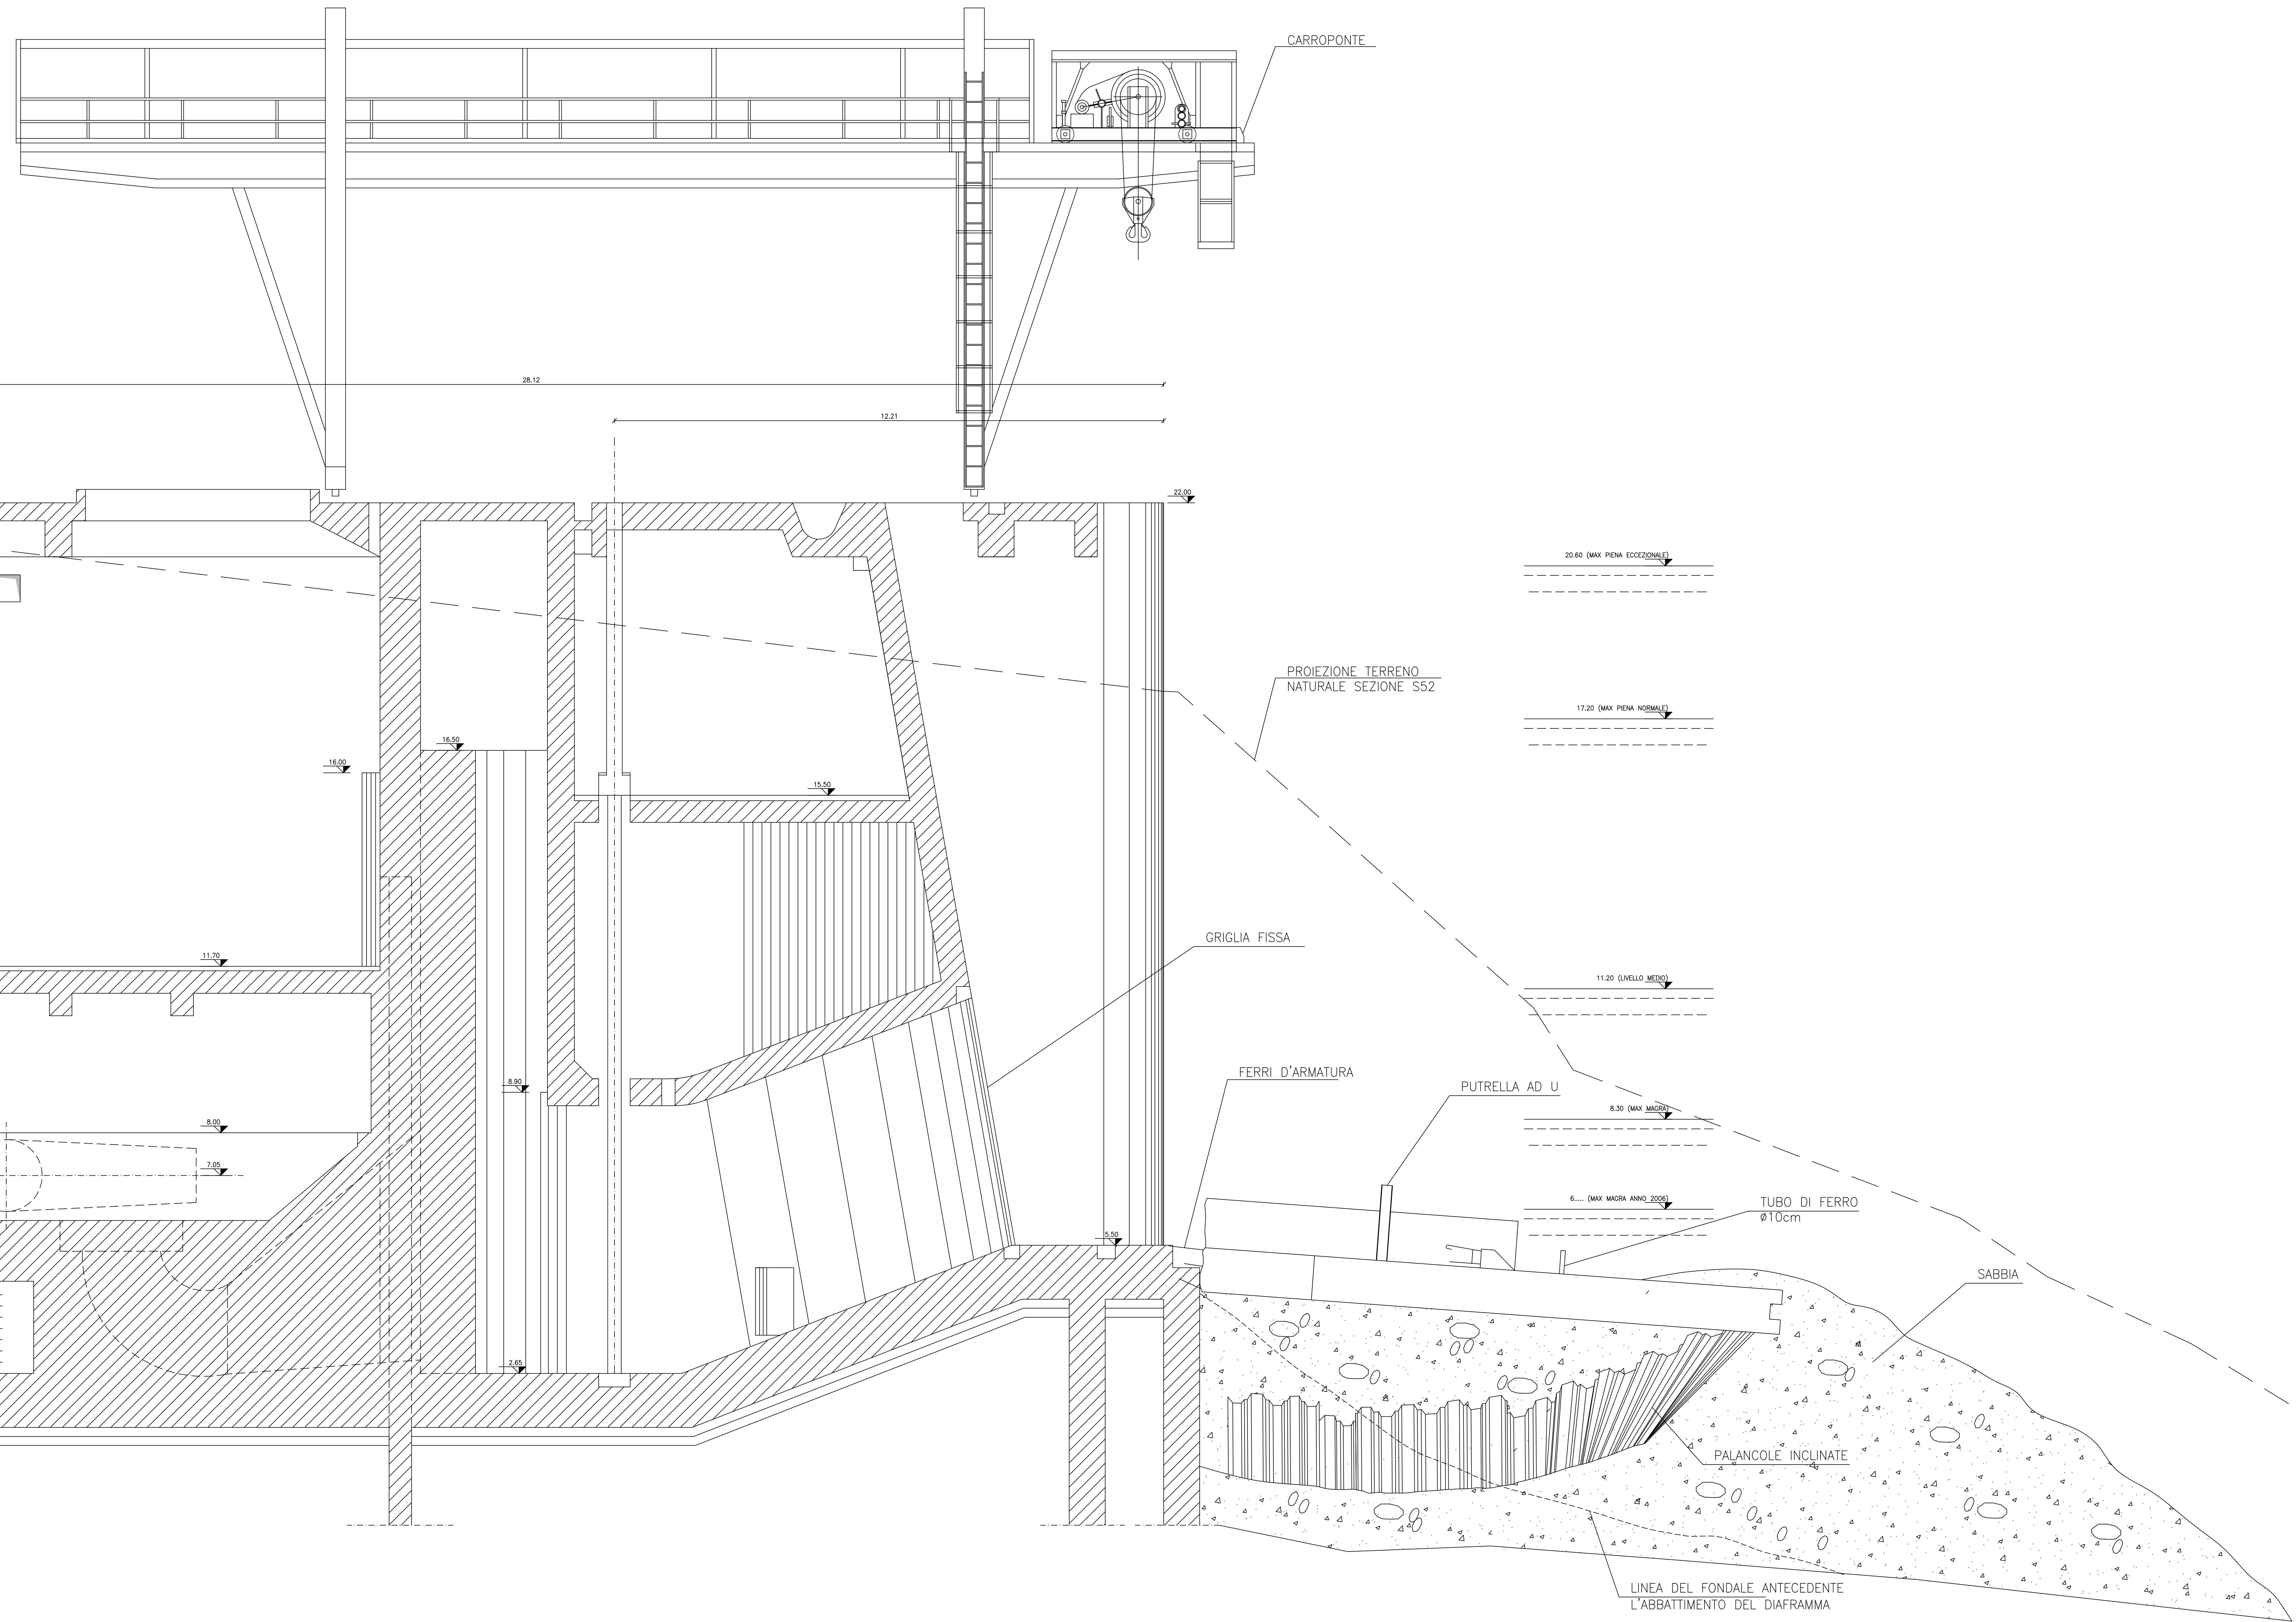 CARROPONTE
28.12
12.21
22.00
20.60 (MAX PIENA ECCEZIONALE)
PROIEZIONE TERRENO
NATURALE SEZIONE S52
17.20 (MAX PIENA NORMALE)
16.50
16.00
15.50
GRIGLIA FISSA
11.70
11.20 (LIVELLO MEDIO)
FERRI D'ARMATURA
PUTRELLA AD U
8.90
8.30 (MAX MAGRA)
8.00
7.05
6..... (MAX MAGRA ANNO 2006)
TUBO DI FERRO
Ø10cm
5.50
SABBIA
2.65
PALANCOLE INCLINATE
LINEA DEL FONDALE ANTECEDENTE
L'ABBATTIMENTO DEL DIAFRAMMA